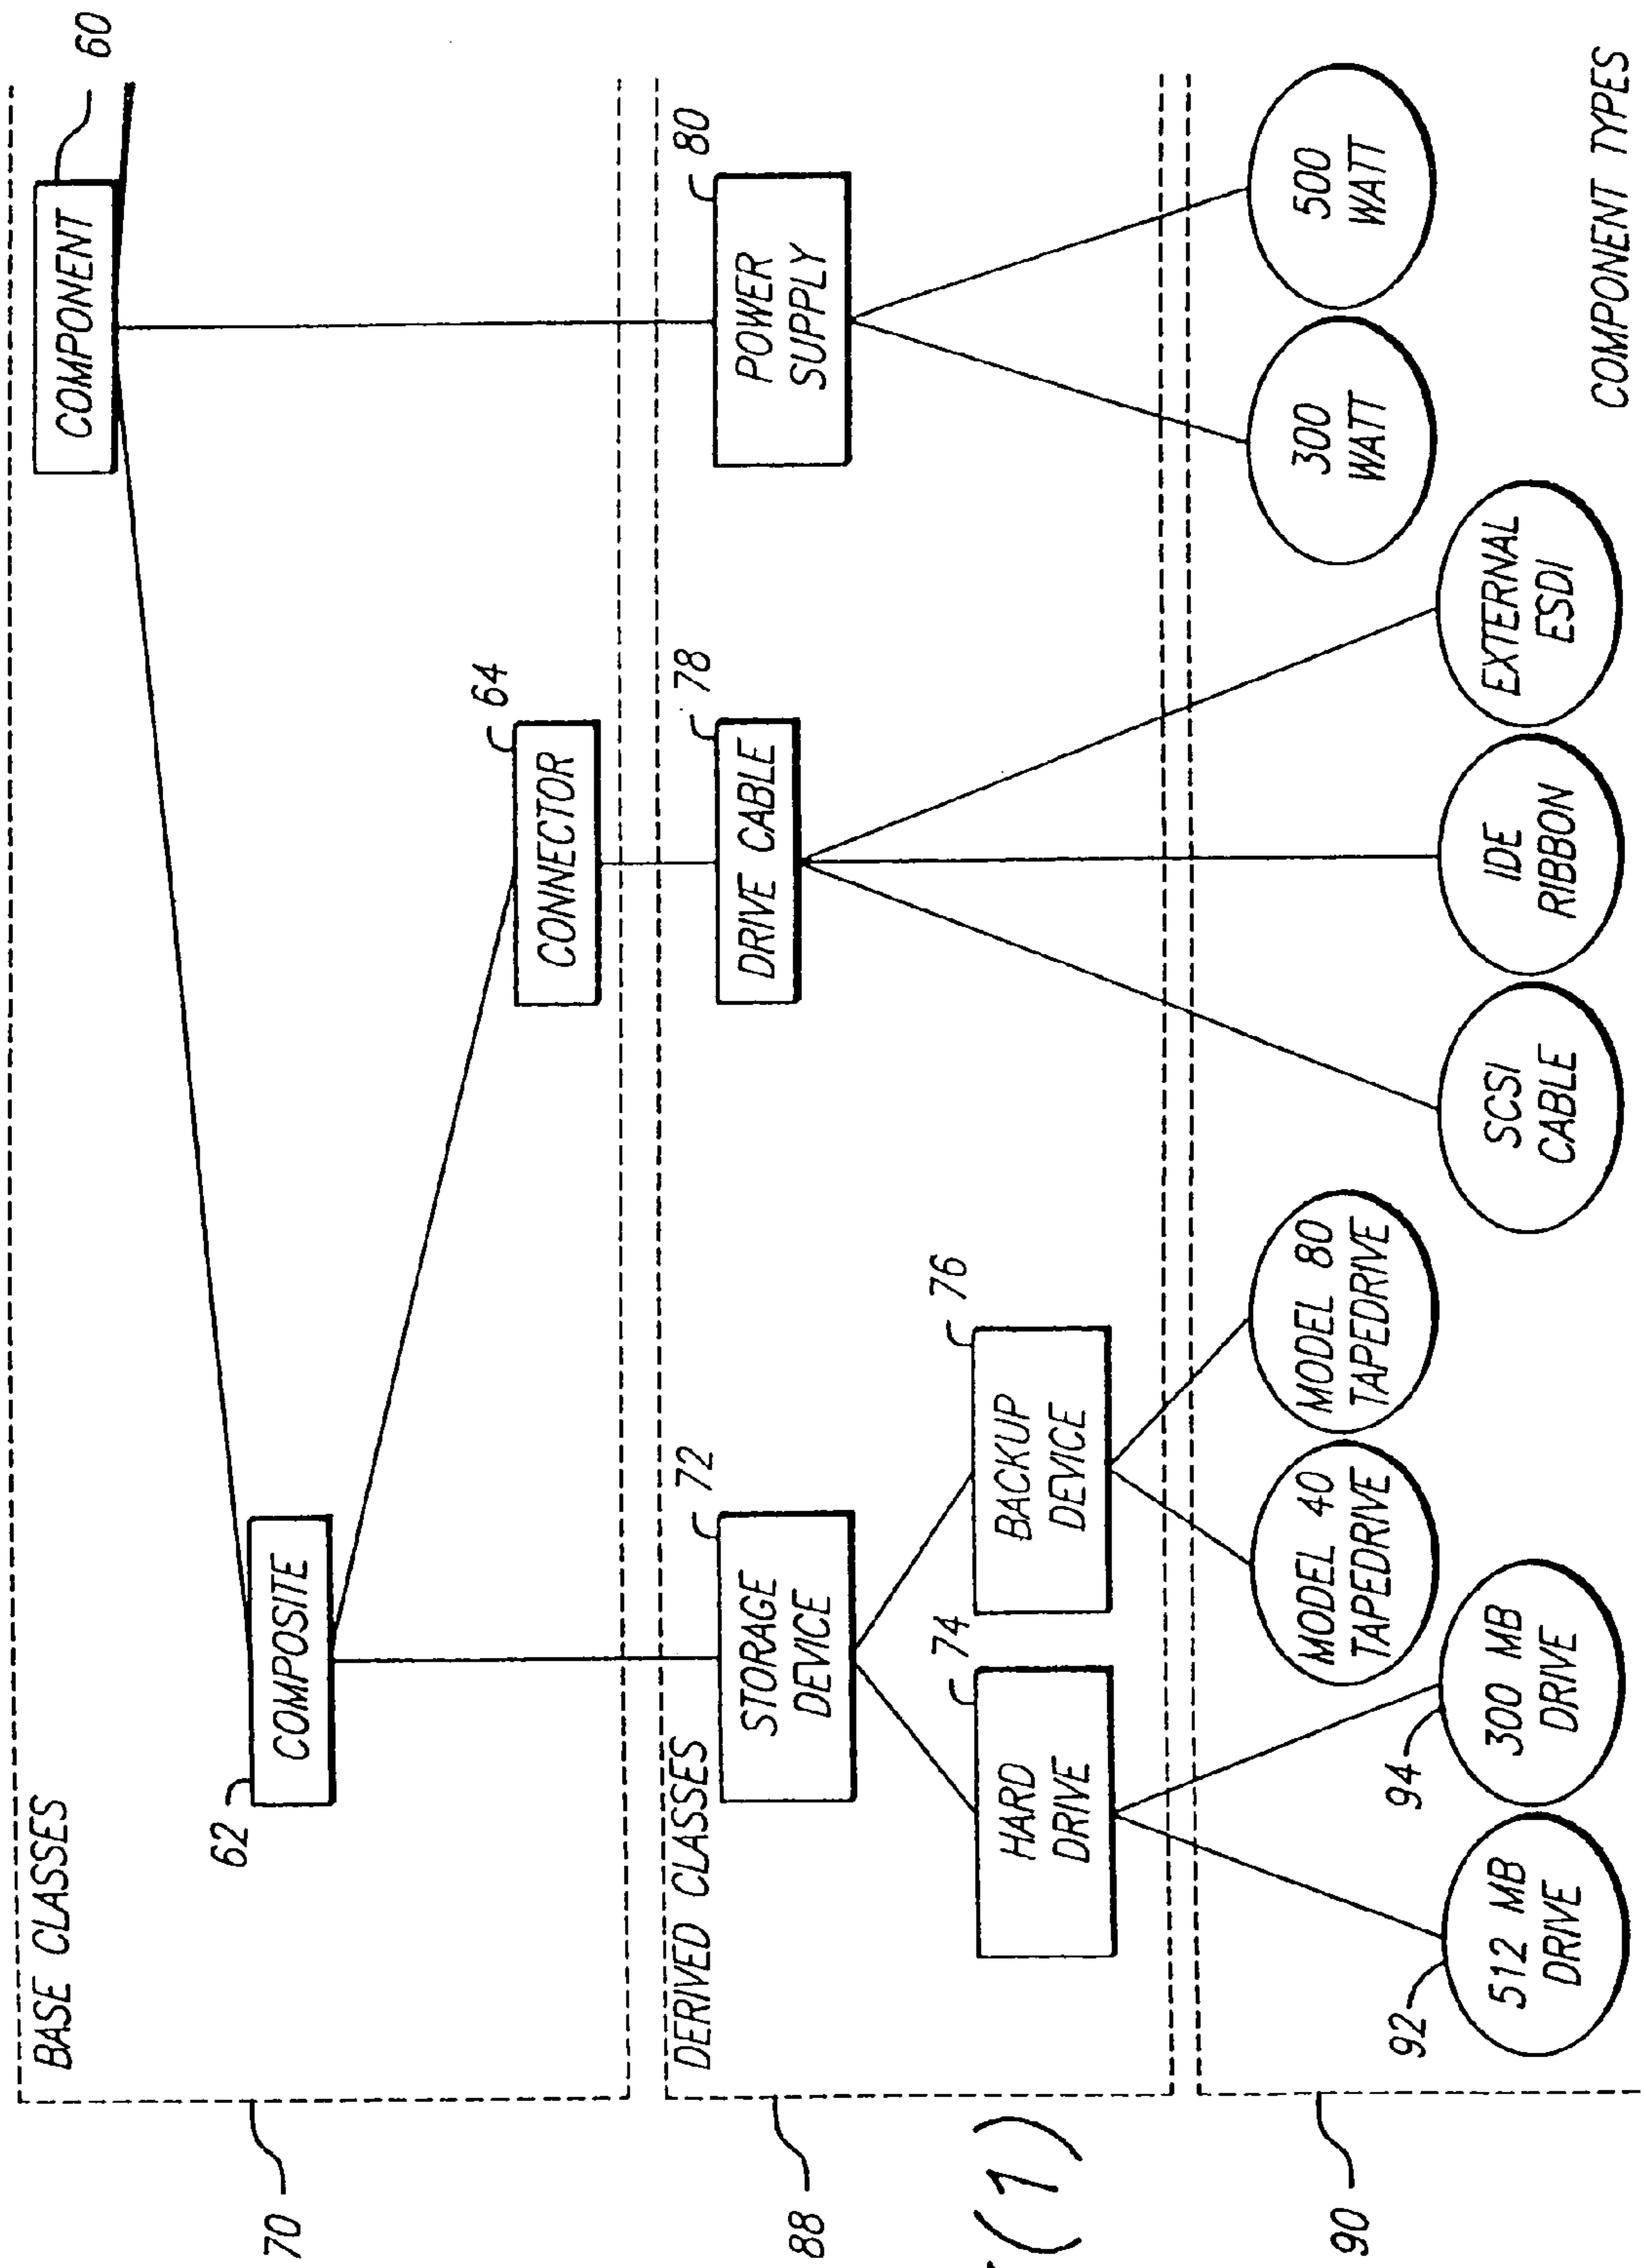 BASE CLASSES
COMPONENT
60
62
COMPOSITE
CONNECTOR
64
70
DERIVED CLASSES
STORAGE
DEVICE
72
DRIVE CABLE
78
POWER
SUPPLY
80
HARD
DRIVE
74
BACKUP
DEVICE
76
88
(1)
MODEL 40
TAPEDRIVE
MODEL 80
TAPEDRIVE
300
WATT
500
WATT
92
512 MB
DRIVE
94
300 MB
DRIVE
SCSI
CABLE
IDE
RIBBON
EXTERNAL
ESDI
COMPONENT TYPES
90